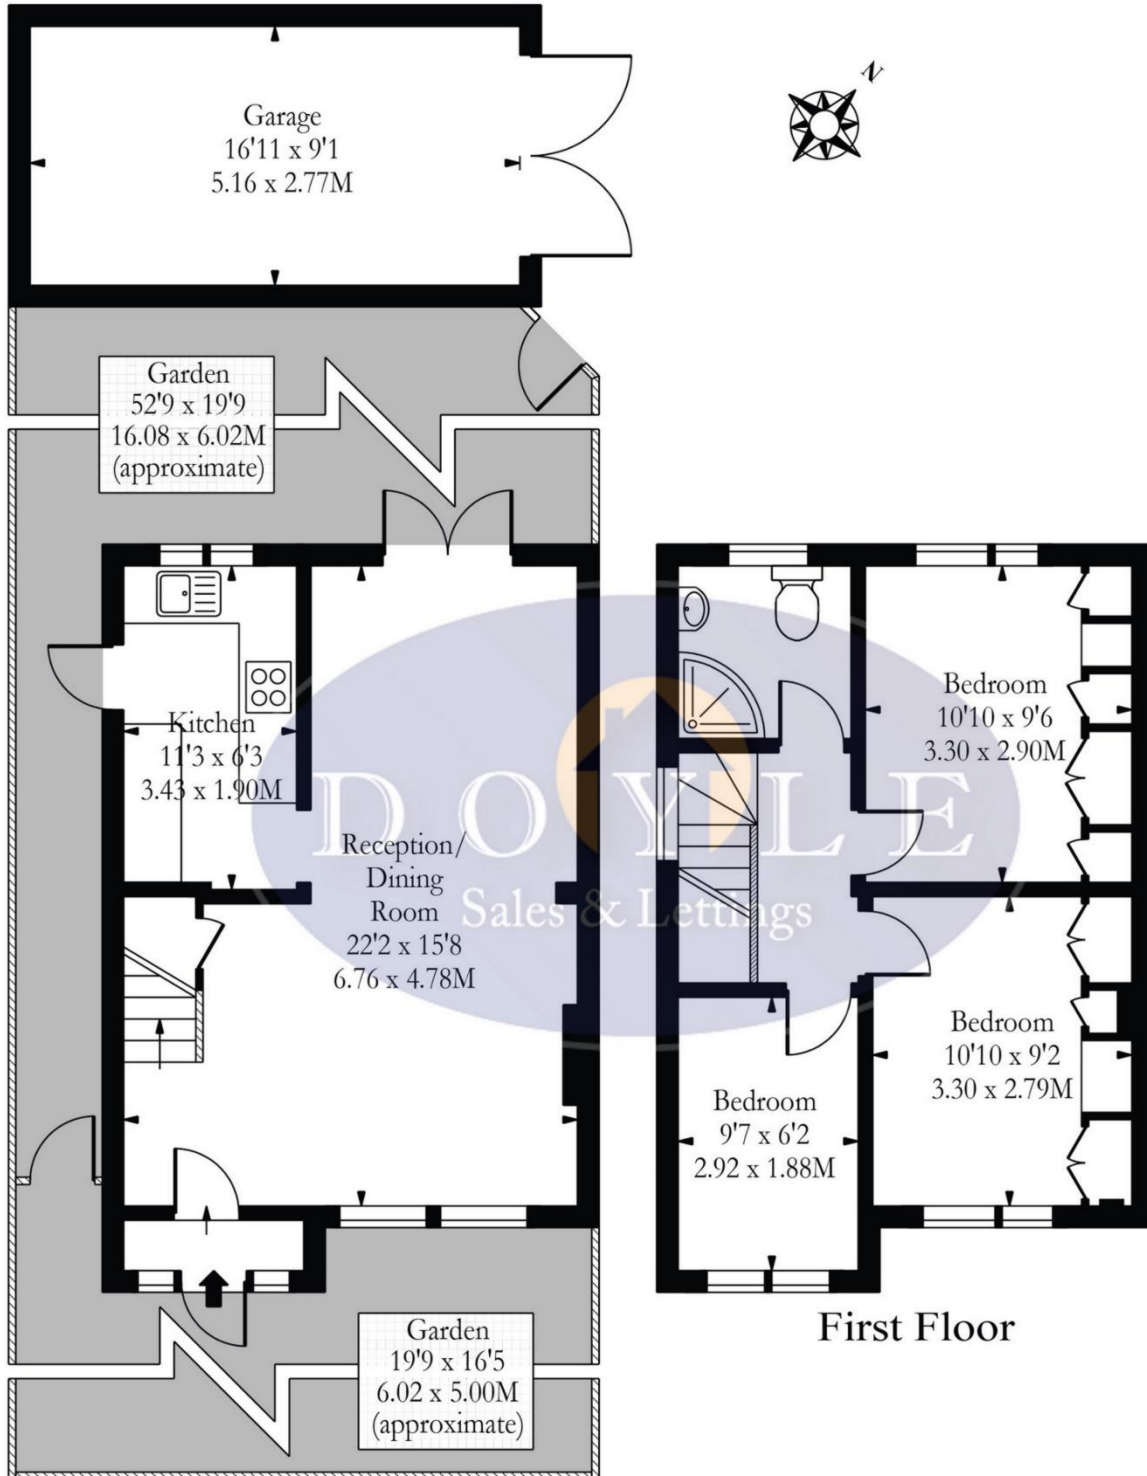 Garage
16'11 x 9'1
5.16 x 2.77M
N
Garden
52'9 x 19'9
16.08 x 6.02M
(approximate)
Kitchen
11'3 x 6'3
3.43 x 1.90M
Reception/
Dining
Room
22'2 x 15'8
6.76 x 4.78M
Bedroom
10'10 x 9'6
3.30 x 2.90M
DOYLE
Sales & Lettings
Bedroom
10'10 x 9'2
3.30 x 2.79M
Bedroom
9'7 x 6'2
2.92 x 1.88M
Garden
19'9 x 16'5
6.02 x 5.00M
(approximate)
First Floor